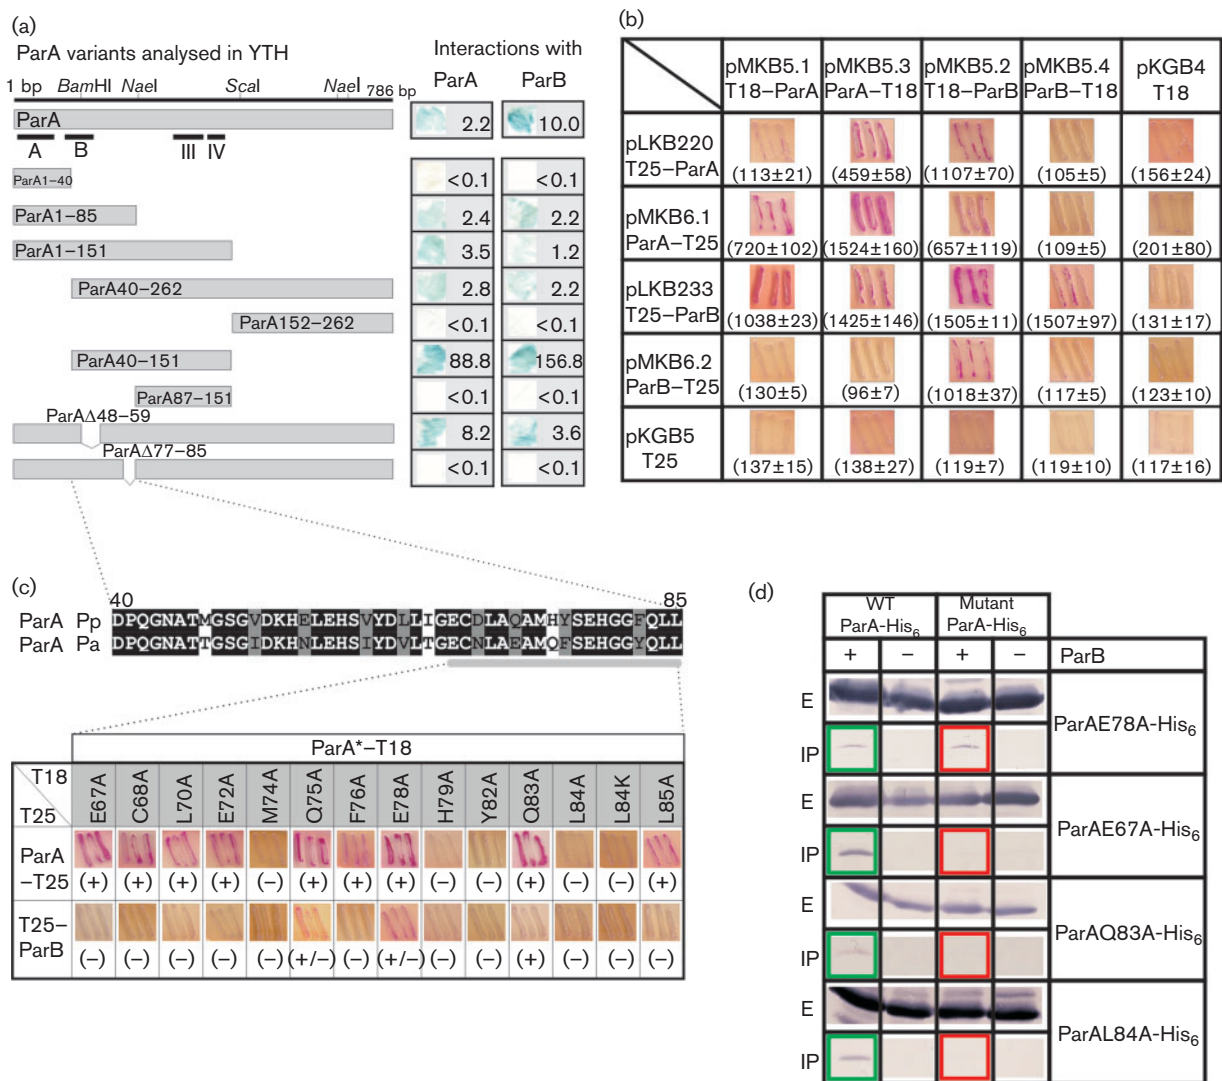 (a)
ParA variants analysed in YTH
Interactions with
1 bp BamHI NaeI ScaI NaeI 786 bp
ParA ParB
ParA 2.2 10.0
A B III IV
ParA1–40 <0.1 <0.1
ParA1–85 2.4 2.2
ParA1–151 3.5 1.2
ParA40–262 2.8 2.2
ParA152–262 <0.1 <0.1
ParA40–151 88.8 156.8
ParA87–151 <0.1 <0.1
ParAΔ48–59 8.2 3.6
ParAΔ77–85 <0.1 <0.1
(b)
pMKB5.1 pMKB5.3 pMKB5.2 pMKB5.4 pKGB4
T18–ParA ParA–T18 T18–ParB ParB–T18 T18
pLKB220
T25–ParA
(113±21) (459±58) (1107±70) (105±5) (156±24)
pMKB6.1
ParA–T25
(720±102) (1524±160) (657±119) (109±5) (201±80)
pLKB233
T25–ParB
(1038±23) (1425±146) (1505±11) (1507±97) (131±17)
pMKB6.2
ParB–T25
(130±5) (96±7) (1018±37) (117±5) (123±10)
pKGB5
T25
(137±15) (138±27) (119±7) (119±10) (117±16)
(c)
40 85
ParA Pp DPQGNATMGSGVDKHELEHSVYDLLIGECDLAQAMHYSEHGGFQLL
ParA Pa DPQGNATTGSGIDKHNLEHSIYDVLTGECNLAEAMQFSEHGGYQLL
ParA*–T18
T18
T25
E67A C68A L70A E72A M74A Q75A F76A E78A H79A Y82A Q83A L84A L84K L85A
ParA
–T25
(+) (+) (+) (+) (–) (+) (+) (+) (–) (–) (+) (–) (–) (+)
T25–
ParB
(–) (–) (–) (–) (–) (+/–) (–) (+/–) (–) (–) (+) (–) (–) (–)
(d)
WT Mutant
ParA-His6 ParA-His6
+ – + – ParB
E
IP
ParAE78A-His6
E
IP
ParAE67A-His6
E
IP
ParAQ83A-His6
E
IP
ParAL84A-His6